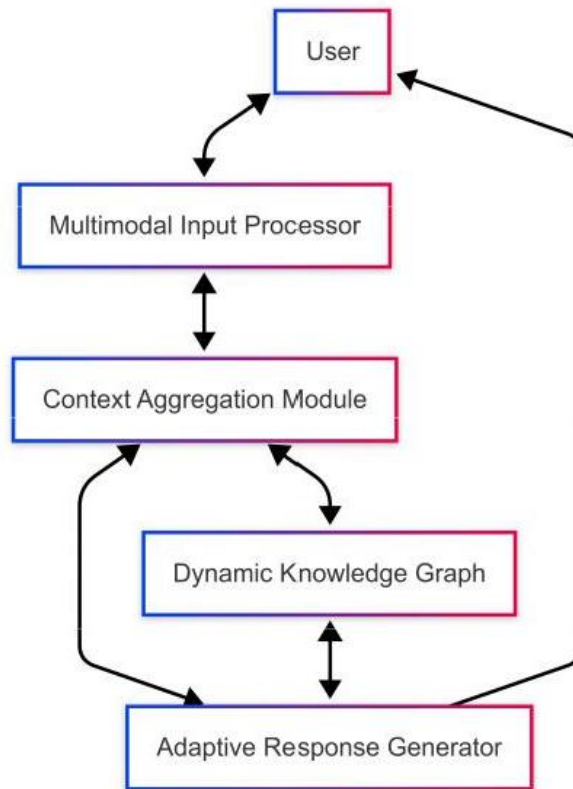 User
Multimodal Input Processor
Context Aggregation Module
Dynamic Knowledge Graph
Adaptive Response Generator